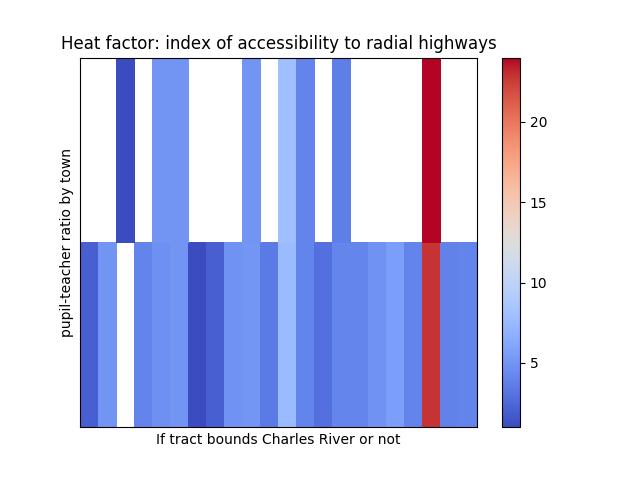 Heat factor: index of accessibility to radial highways
pupil-teacher ratio by town
If tract bounds Charles River or not
20
15
10
5